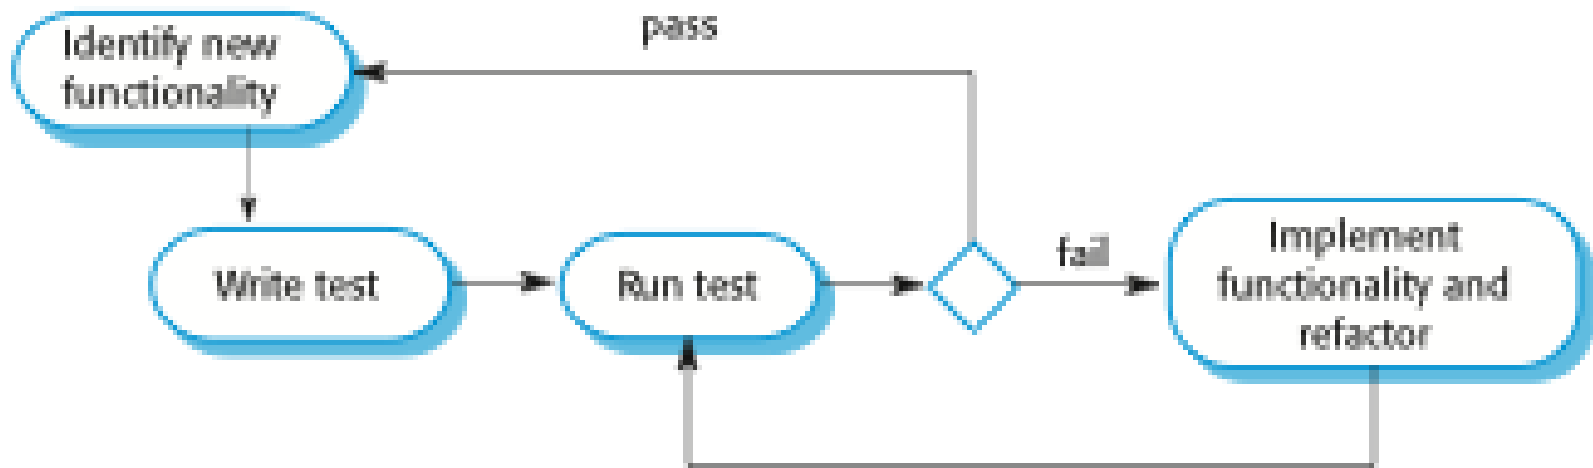 pass
Identify new
functionality
Write test
Run test
fail
Implement
functionality and
refactor